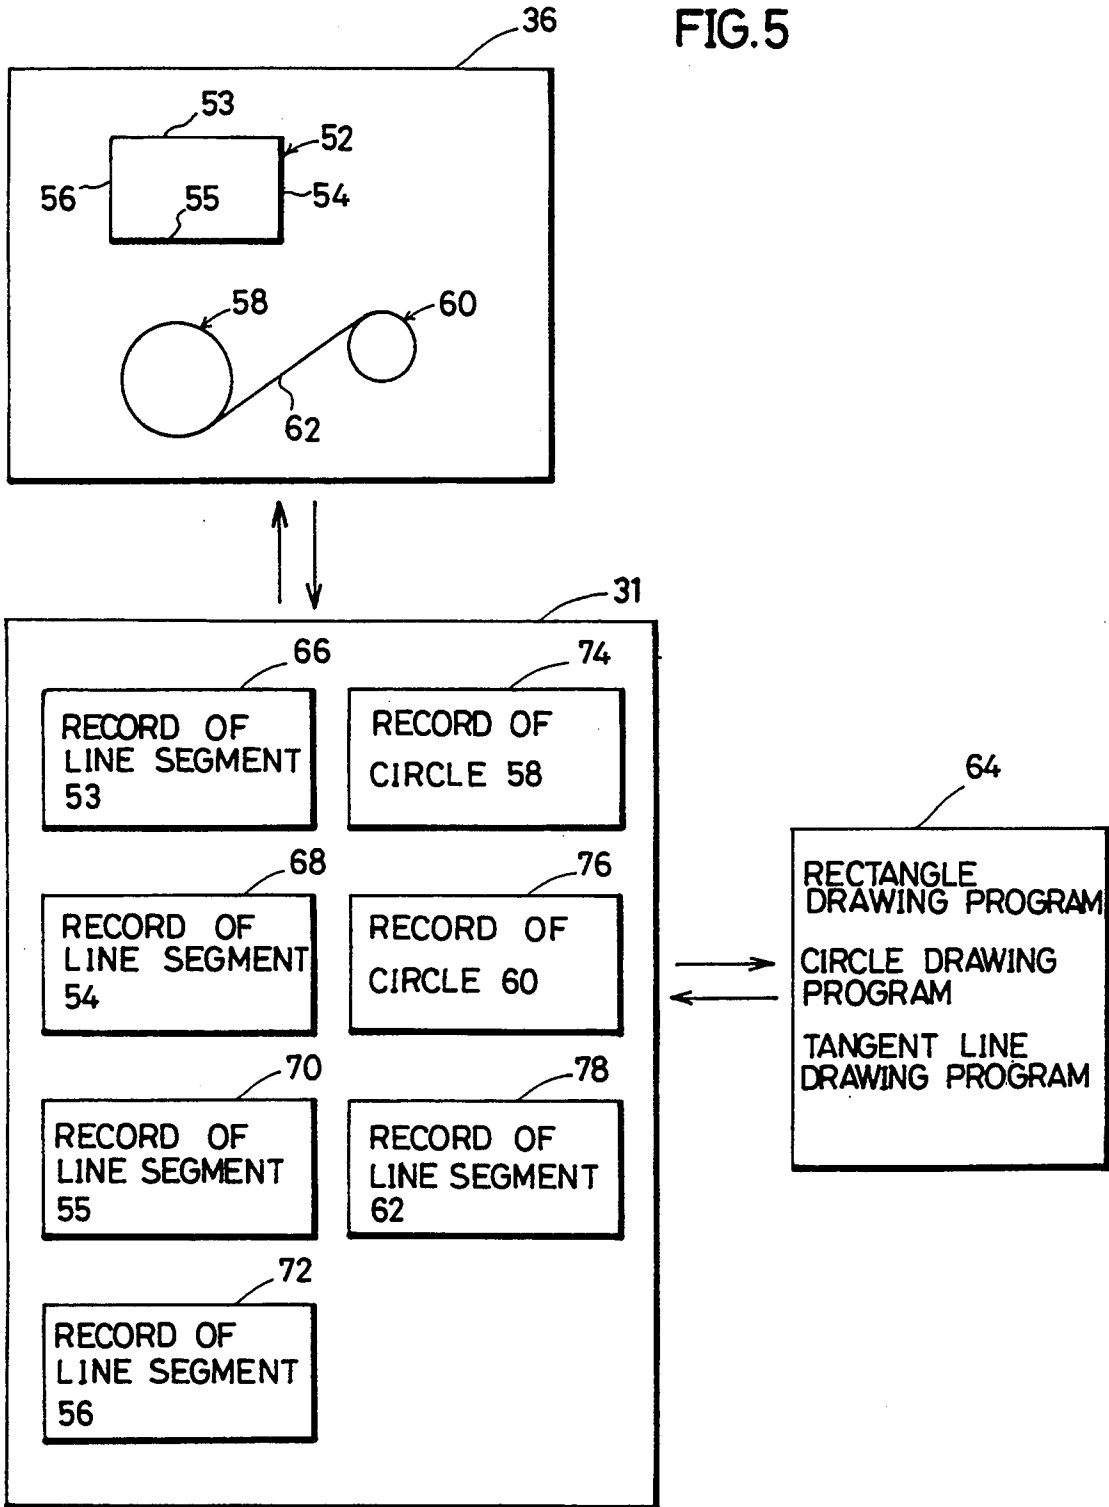 FIG.5
36
53
52
56
55
54
58
60
62
31
66
74
RECORD OF
LINE SEGMENT
53
RECORD OF
CIRCLE 58
64
68
76
RECORD OF
LINE SEGMENT
54
RECORD OF
CIRCLE 60
RECTANGLE
DRAWING PROGRAM
CIRCLE DRAWING
PROGRAM
TANGENT LINE
DRAWING PROGRAM
70
78
RECORD OF
LINE SEGMENT
55
RECORD OF
LINE SEGMENT
62
72
RECORD OF
LINE SEGMENT
56